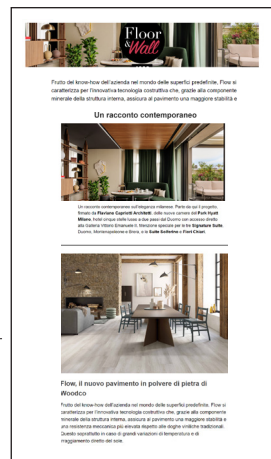 Floor
&Wall
Frutto del know-how dell'azienda nel mondo delle superfici predefinite, Flow si
caratterizza per l'innovativa tecnologia costruttiva che, grazie alla componente
minerale della struttura interna, assicura al pavimento una maggiore stabilità e
Un racconto contemporaneo
Un racconto contemporaneo sull'eleganza milanese. Parte da qui il progetto,
firmato da Flaviano Capriotti Architetti, delle nuove camere del Park Hyatt
Milano, hotel cinque stelle lusso a due passi dal Duomo con accesso diretto
alla Galleria Vittorio Emanuele II. Menzione speciale per le tre Signature Suite,
Duomo, Montenapoleone e Brera, e le Suite Solferino e Fiori Chiari.
Flow, il nuovo pavimento in polvere di pietra di
Woodco
Frutto del know-how dell'azienda nel mondo delle superfici predefinite, Flow si
caratterizza per l'innovativa tecnologia costruttiva che, grazie alla componente
minerale della struttura interna, assicura al pavimento una maggiore stabilità e
una resistenza meccanica più elevata rispetto alle doghe viniliche tradizionali.
Questo soprattutto in caso di grandi variazioni di temperatura e di
irraggiamento diretto del sole.